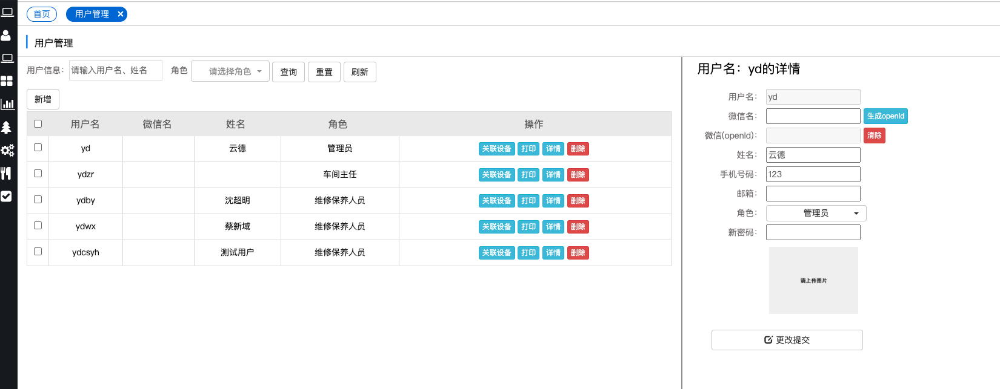 首页 用户管理 ×
用户管理
用户信息： 请输入用户名、姓名 角色 请选择角色 查询 重置 刷新
新增
用户名 微信名 姓名 角色 操作
yd 云德 管理员 关联设备 打印 详情 删除
ydzr 车间主任 关联设备 打印 详情 删除
ydby 沈超明 维修保养人员 关联设备 打印 详情 删除
ydwx 蔡新域 维修保养人员 关联设备 打印 详情 删除
ydcsyh 测试用户 维修保养人员 关联设备 打印 详情 删除
用户名：yd的详情
用户名： yd
微信名： 生成openId
微信(openId)： 清除
姓名： 云德
手机号码： 123
邮箱：
角色： 管理员
新密码：
请上传图片
更改提交